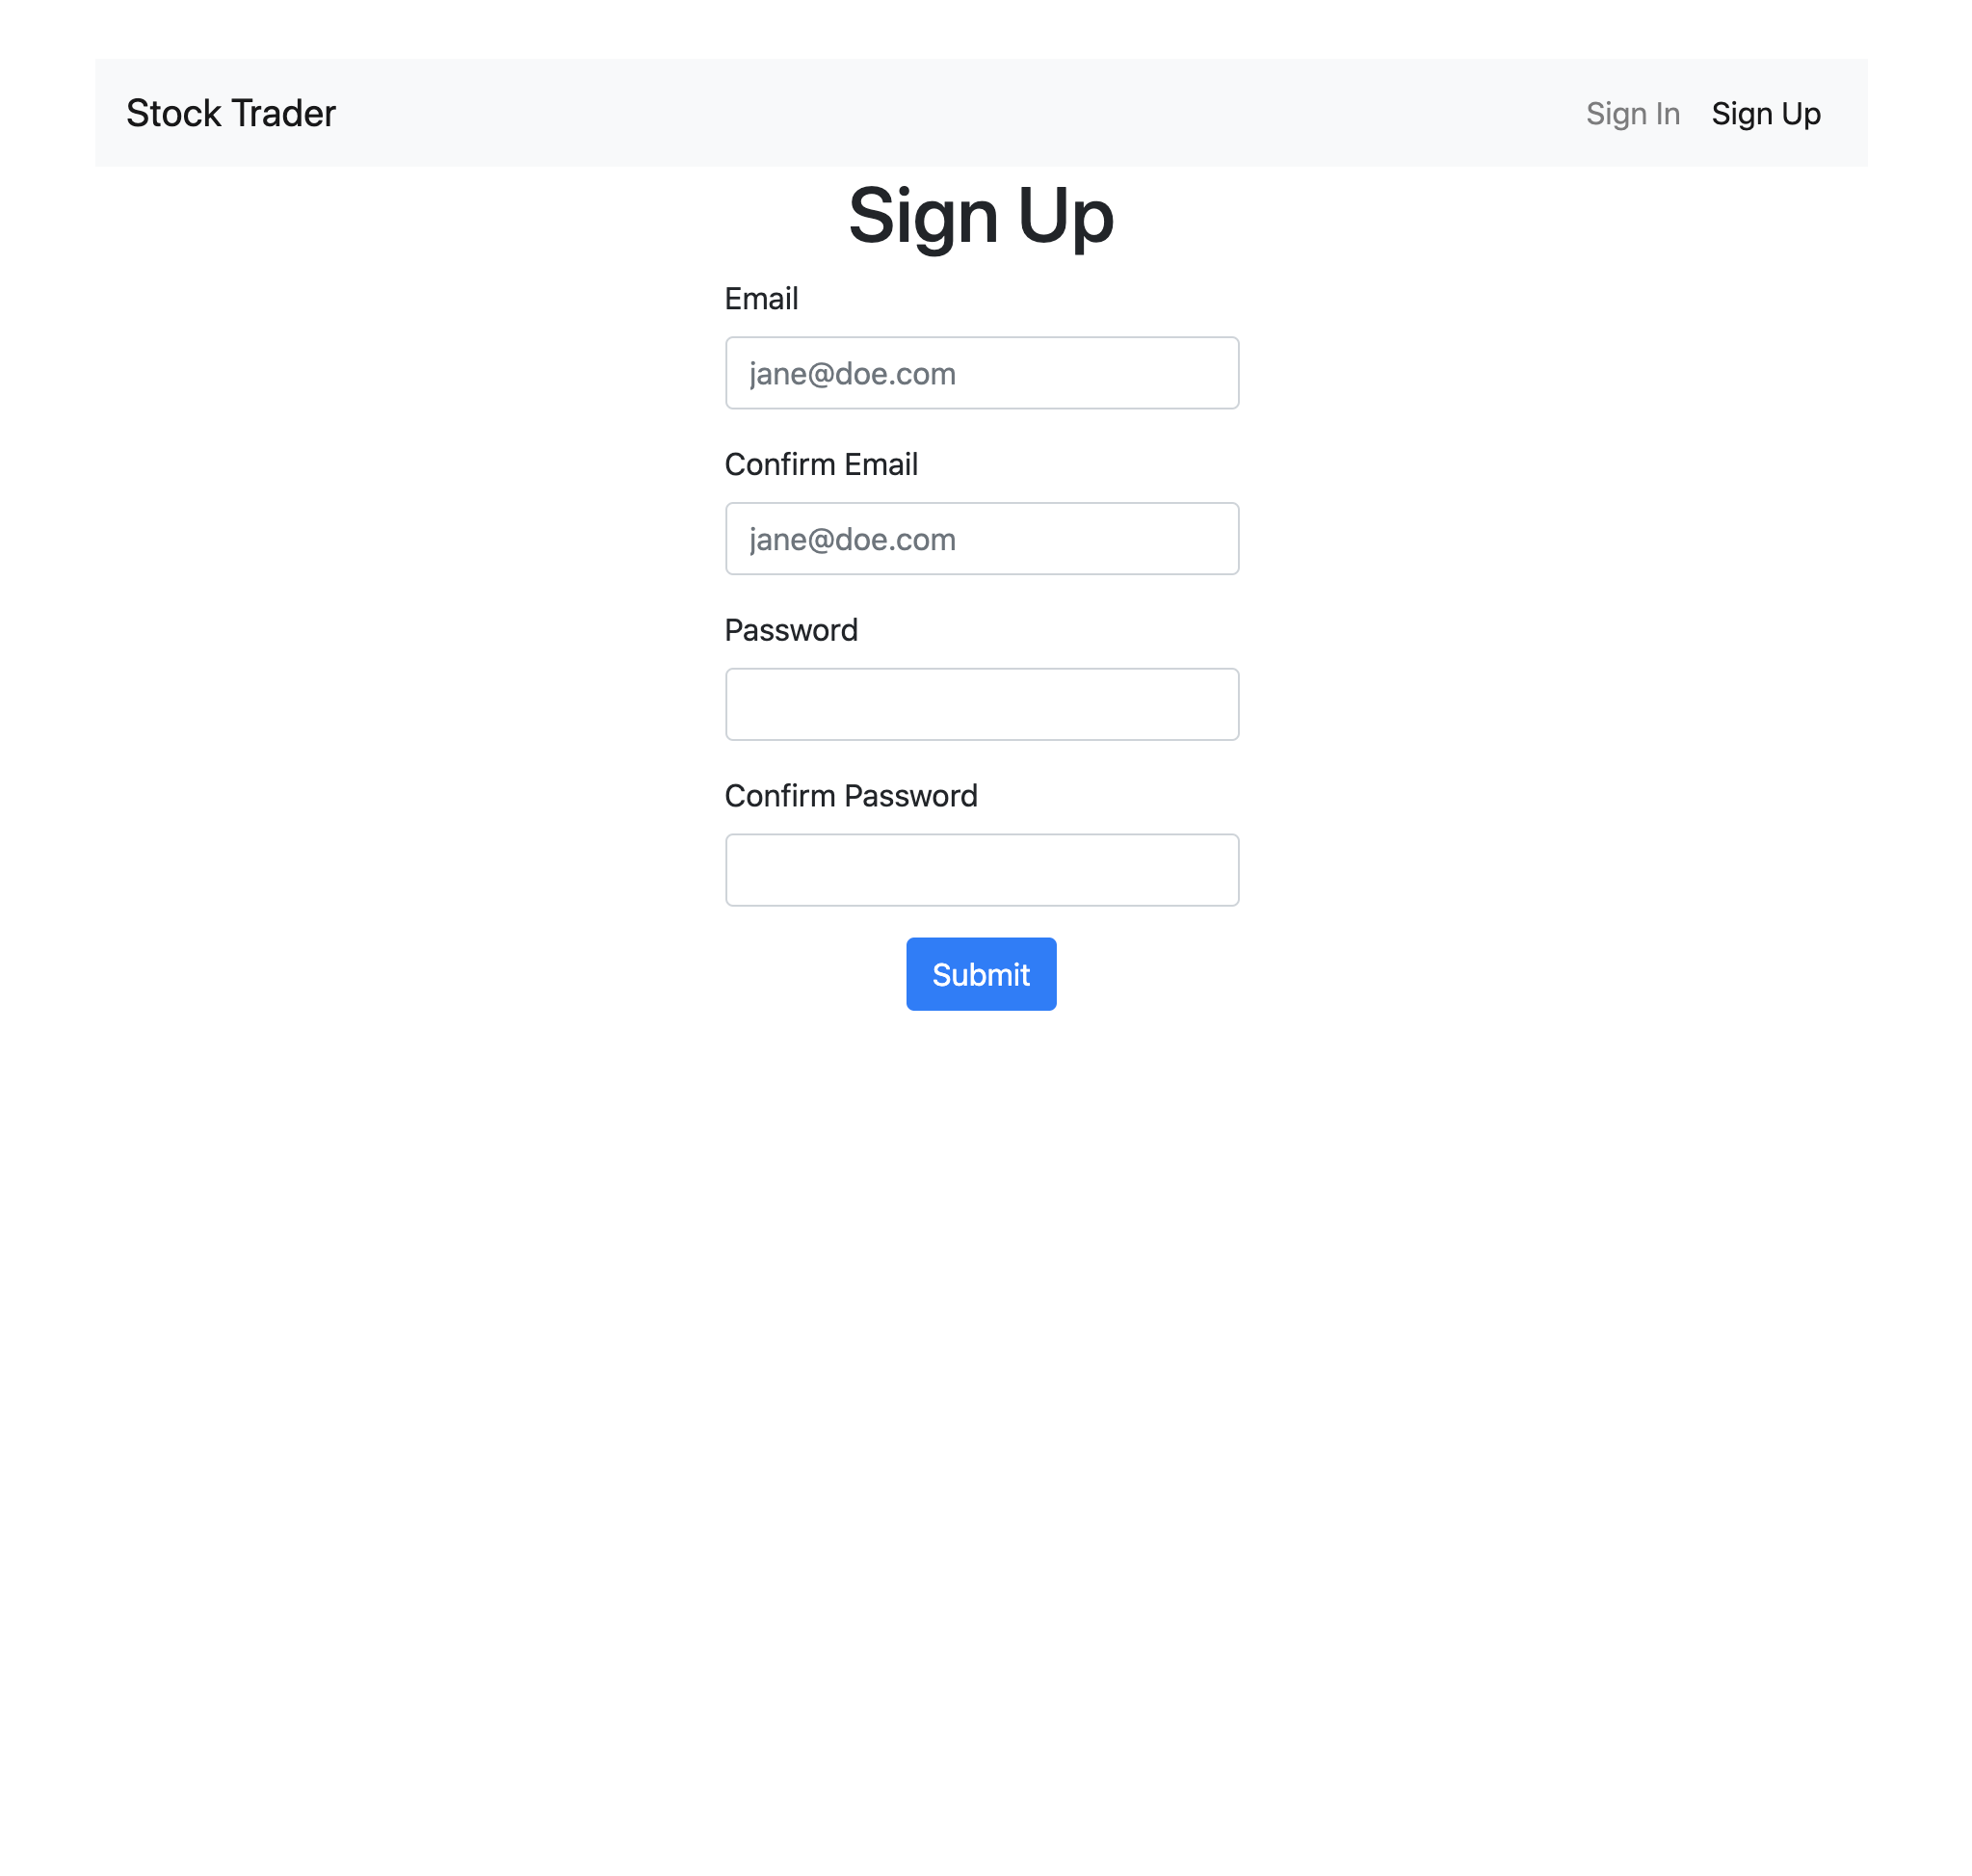 Stock Trader Sign In Sign Up
Sign Up
Email
jane@doe.com
Confirm Email
jane@doe.com
Password
Confirm Password
Submit